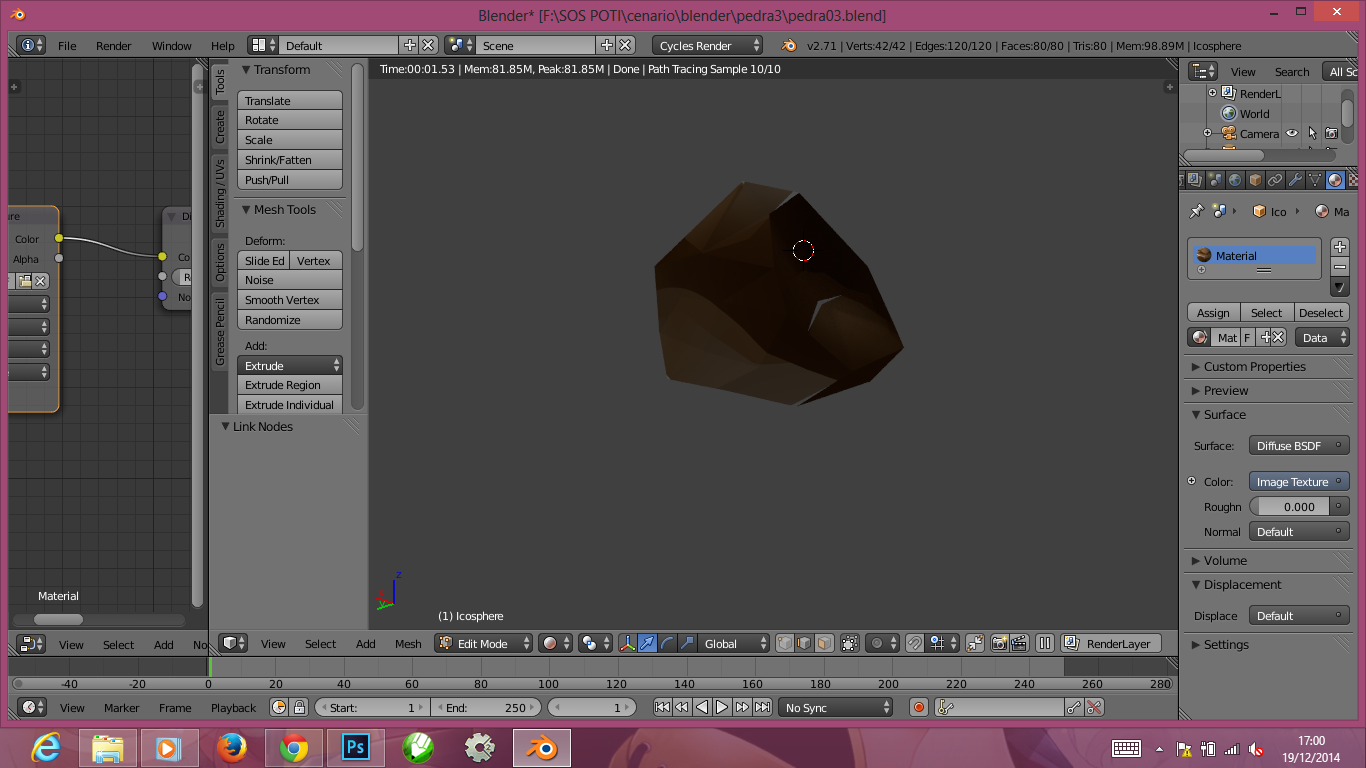 Blender* [F:\SOS POTI\cenario\blender\pedra3\pedra03.blend]
File Render Window Help Default Scene Cycles Render v2.71 | Verts:42/42 | Edges:120/120 | Faces:80/80 | Tris:80 | Mem:98.89M | Icosphere
Time:00:01.53 | Mem:81.85M, Peak:81.85M | Done | Path Tracing Sample 10/10
Color
Alpha
Material
View Select Add No
Tools
Create
Shading / UVs
Options
Grease Pencil
Transform
Translate
Rotate
Scale
Shrink/Fatten
Push/Pull
Mesh Tools
Deform:
Slide Ed Vertex
Noise
Smooth Vertex
Randomize
Add:
Extrude
Extrude Region
Extrude Individual
Link Nodes
z
(1) Icosphere
View Select Add Mesh Edit Mode Global RenderLayer
View Search All Sc
RenderL
World
Camera
Ico Ma
Material
Assign Select Deselect
Mat F Data
Custom Properties
Preview
Surface
Surface: Diffuse BSDF
Color: Image Texture
Roughn 0.000
Normal Default
Volume
Displacement
Displace Default
Settings
-40 -20 0 20 40 60 80 100 120 140 160 180 200 220 240 260 280
View Marker Frame Playback Start: 1 End: 250 1 No Sync
Ps
17:00
19/12/2014